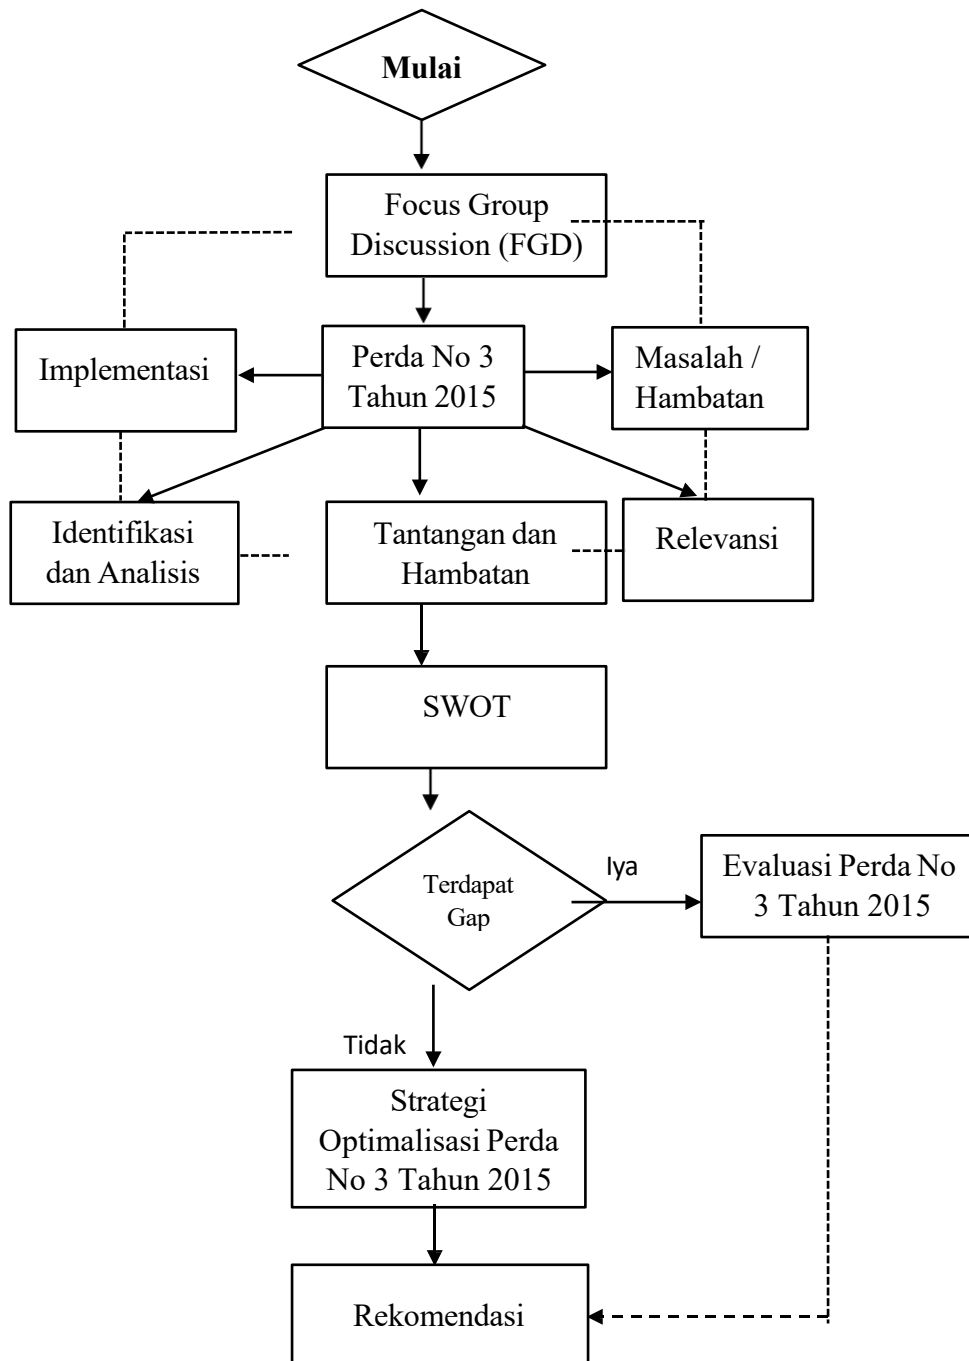 Mulai
Focus Group
Discussion (FGD)
Implementasi
Perda No 3
Tahun 2015
Masalah /
Hambatan
Identifikasi
dan Analisis
Tantangan dan
Hambatan
Relevansi
SWOT
Terdapat
Gap
Iya
Evaluasi Perda No
3 Tahun 2015
Tidak
Strategi
Optimalisasi Perda
No 3 Tahun 2015
Rekomendasi